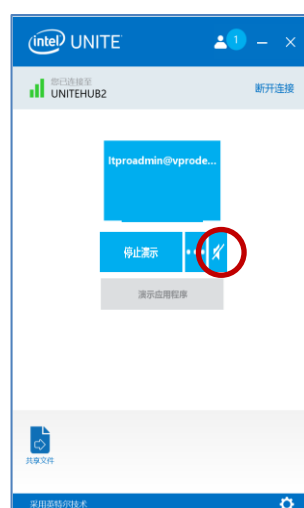 intel UNITE
1
您已连接至
UNITEHUB2
断开连接
Itproadmin@vprode...
停止演示
演示应用程序
共享文件
采用英特尔技术